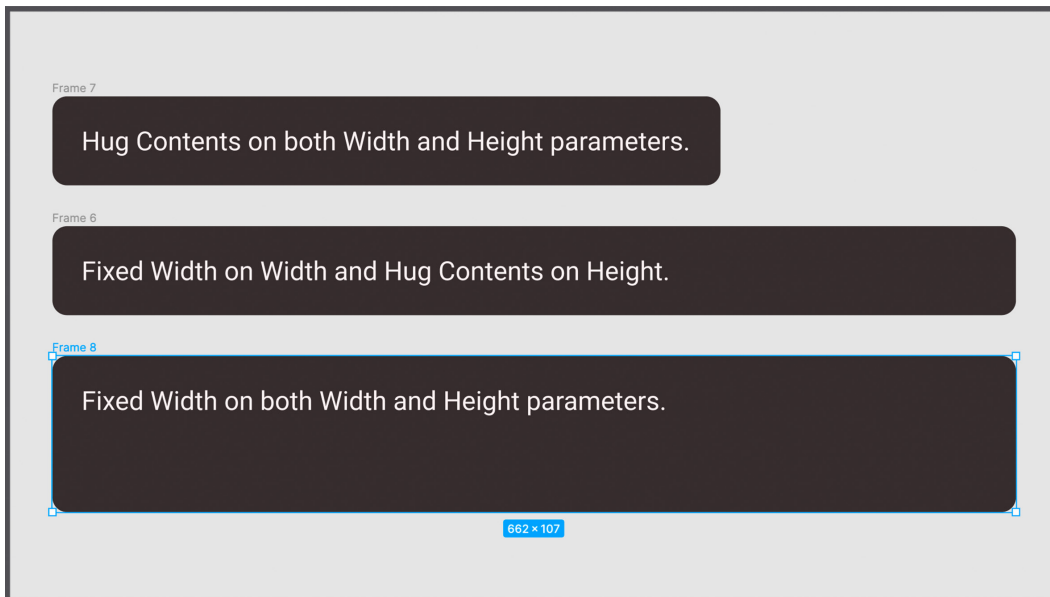 Frame 7
Hug Contents on both Width and Height parameters.
Frame 6
Fixed Width on Width and Hug Contents on Height.
Frame 8
Fixed Width on both Width and Height parameters.
662 × 107